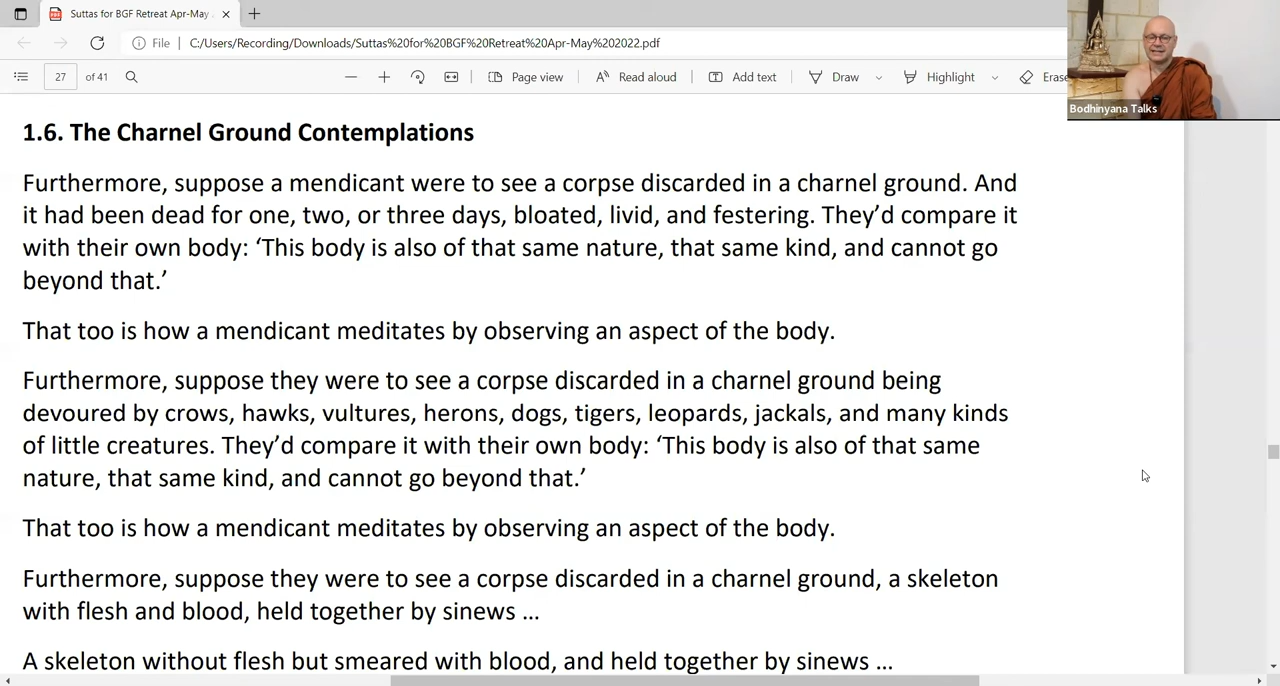 Suttas for BGF Retreat Apr-May
File
C:/Users/Recording/Downloads/Suttas%20for%20BGF%20Retreat%20Apr-May%202022.pdf
27 of 41
Page view
Read aloud
Add text
Draw
Highlight
Eras
Bodhinyana Talks
1.6. The Charnel Ground Contemplations
Furthermore, suppose a mendicant were to see a corpse discarded in a charnel ground. And
it had been dead for one, two, or three days, bloated, livid, and festering. They’d compare it
with their own body: ‘This body is also of that same nature, that same kind, and cannot go
beyond that.’
That too is how a mendicant meditates by observing an aspect of the body.
Furthermore, suppose they were to see a corpse discarded in a charnel ground being
devoured by crows, hawks, vultures, herons, dogs, tigers, leopards, jackals, and many kinds
of little creatures. They’d compare it with their own body: ‘This body is also of that same
nature, that same kind, and cannot go beyond that.’
That too is how a mendicant meditates by observing an aspect of the body.
Furthermore, suppose they were to see a corpse discarded in a charnel ground, a skeleton
with flesh and blood, held together by sinews …
A skeleton without flesh but smeared with blood, and held together by sinews …